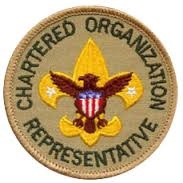 CHARTERED ORGANIZATION
REPRESENTATIVE